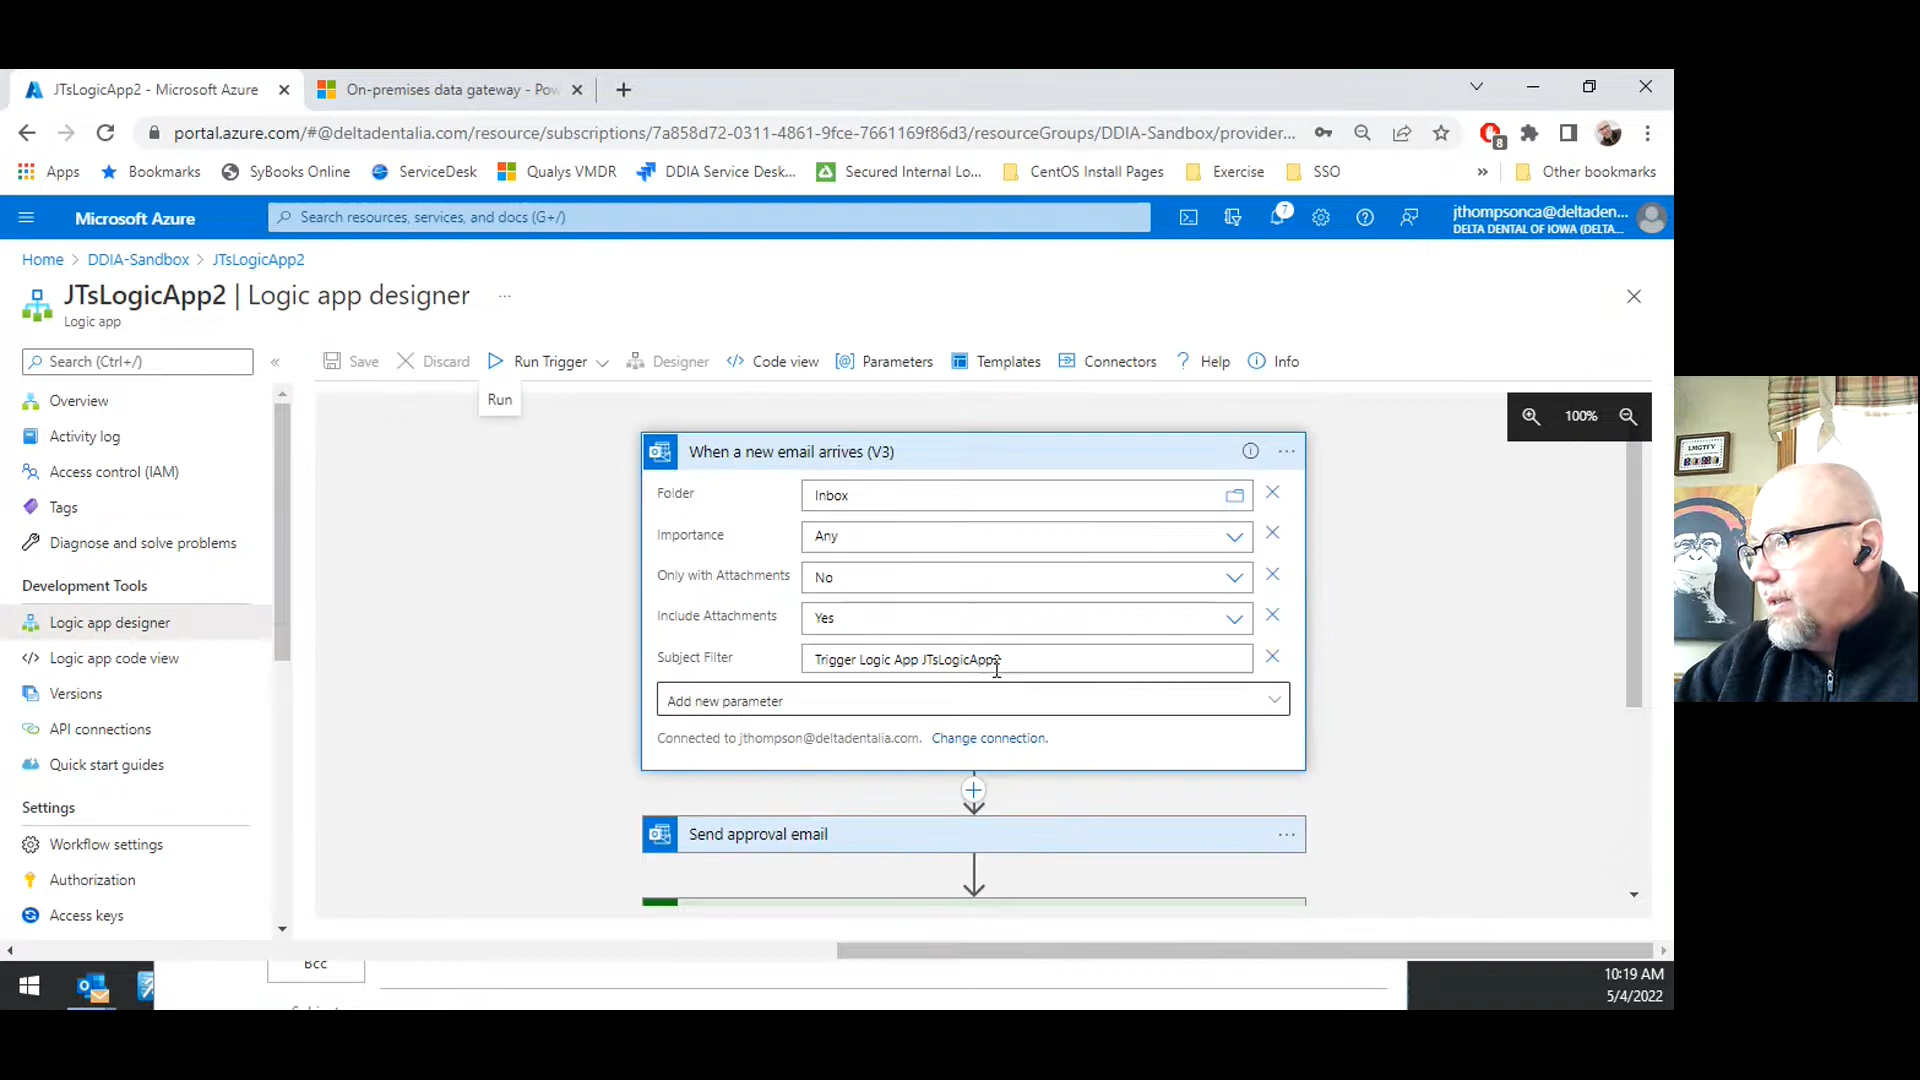 JTsLogicApp2 - Microsoft Azure
On-premises data gateway - Pow
portal.azure.com/#@deltadentalia.com/resource/subscriptions/7a858d72-0311-4861-9fce-7661169f86d3/resourceGroups/DDIA-Sandbox/provider...
8
Apps Bookmarks SyBooks Online ServiceDesk Qualys VMDR DDIA Service Desk... Secured Internal Lo... CentOS Install Pages Exercise SSO » Other bookmarks
Microsoft Azure
Search resources, services, and docs (G+/)
7
jthompsonca@deltaden...
DELTA DENTAL OF IOWA (DELTA...
Home > DDIA-Sandbox > JTsLogicApp2
JTsLogicApp2 | Logic app designer ...
Logic app
Search (Ctrl+/) «
Save Discard Run Trigger Designer Code view Parameters Templates Connectors Help Info
Run
Overview
Activity log
Access control (IAM)
Tags
Diagnose and solve problems
Development Tools
Logic app designer
Logic app code view
Versions
API connections
Quick start guides
Settings
Workflow settings
Authorization
Access keys
100%
When a new email arrives (V3)
Folder Inbox
Importance Any
Only with Attachments No
Include Attachments Yes
Subject Filter Trigger Logic App JTsLogicApp2
Add new parameter
Connected to jthompson@deltadentalia.com. Change connection.
Send approval email
Bcc
10:19 AM
5/4/2022
LMGTFY